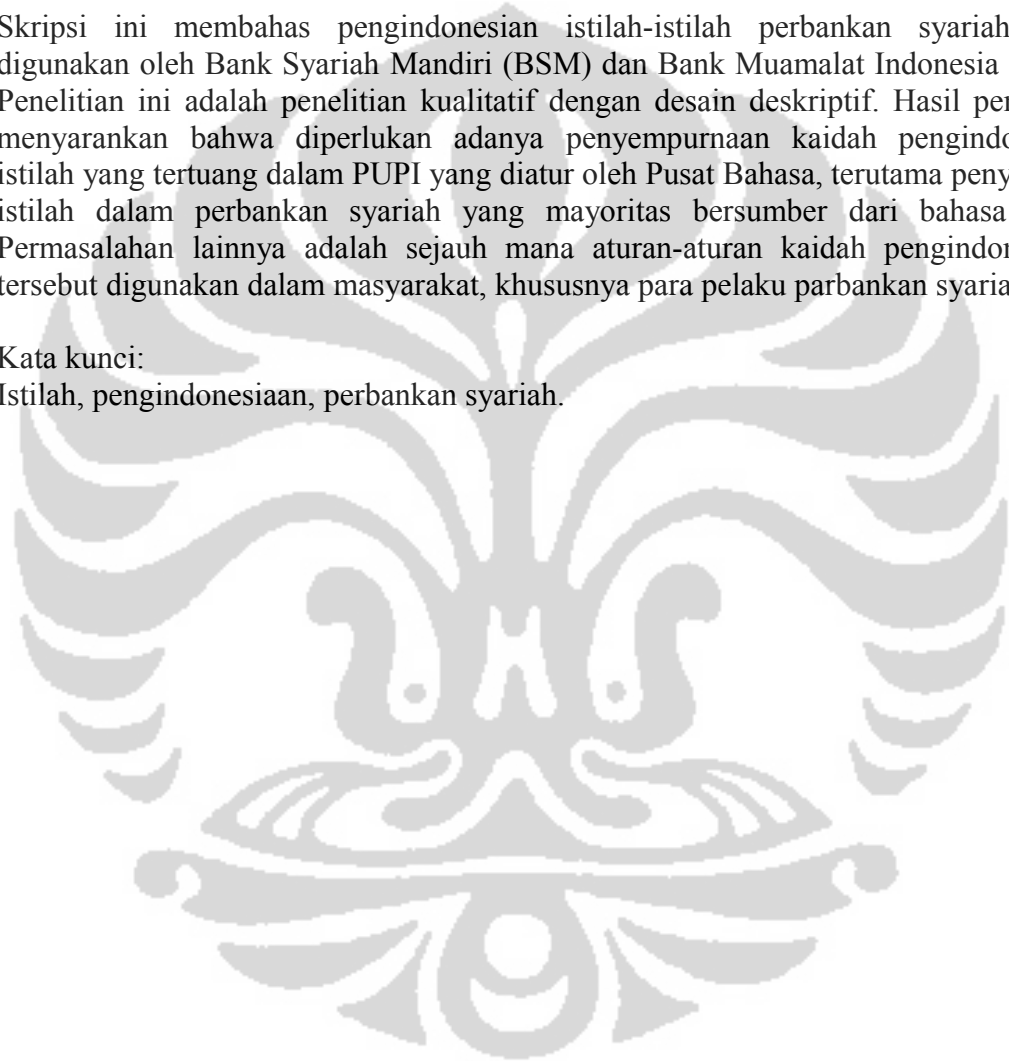 Skripsi ini membahas pengindonesian istilah-istilah perbankan syariah
digunakan oleh Bank Syariah Mandiri (BSM) dan Bank Muamalat Indonesia
Penelitian ini adalah penelitian kualitatif dengan desain deskriptif. Hasil
menyarankan bahwa diperlukan adanya penyempurnaan kaidah
istilah yang tertuang dalam PUPI yang diatur oleh Pusat Bahasa, terutama
istilah dalam perbankan syariah yang mayoritas bersumber dari bahasa
Permasalahan lainnya adalah sejauh mana aturan-aturan kaidah
tersebut digunakan dalam masyarakat, khususnya para pelaku parbankan
Kata kunci:
Istilah, pengindonesiaan, perbankan syariah.